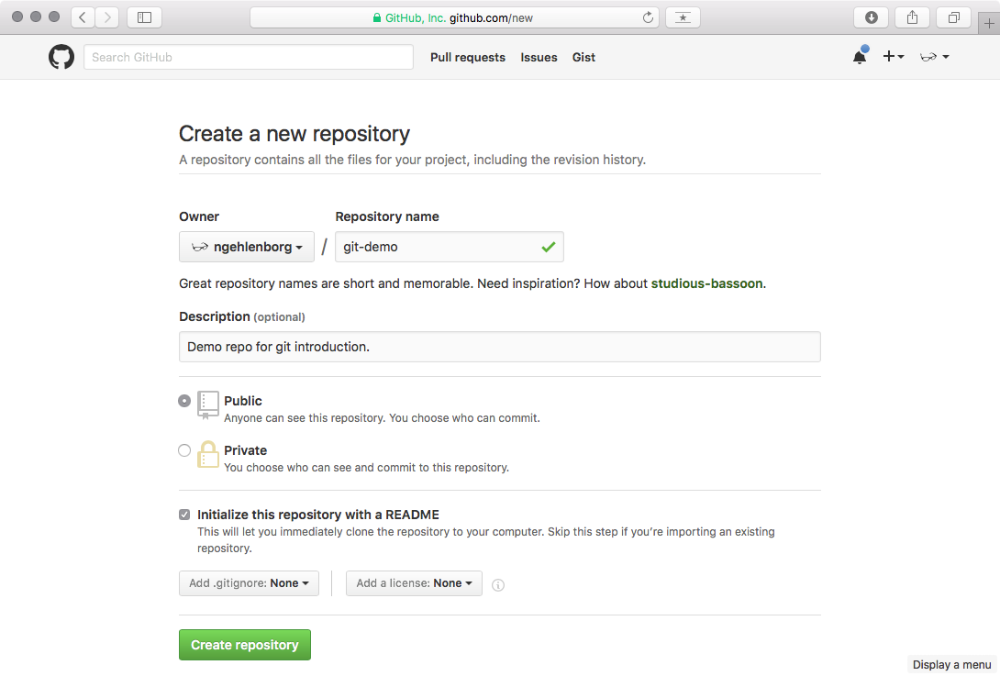 GitHub, Inc. github.com/new
Search GitHub
Pull requests Issues Gist
Create a new repository
A repository contains all the files for your project, including the revision history.
Owner Repository name
ngehlenborg / git-demo
Great repository names are short and memorable. Need inspiration? How about studious-bassoon.
Description (optional)
Demo repo for git introduction.
Public
Anyone can see this repository. You choose who can commit.
Private
You choose who can see and commit to this repository.
Initialize this repository with a README
This will let you immediately clone the repository to your computer. Skip this step if you’re importing an existing
repository.
Add .gitignore: None Add a license: None
Create repository
Display a menu